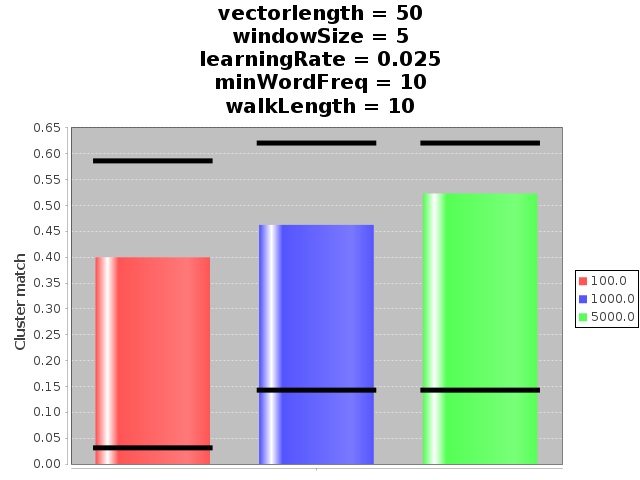 vectorlength = 50
windowSize = 5
learningRate = 0.025
minWordFreq = 10
walkLength = 10
0.65
0.60
0.55
0.50
0.45
0.40
0.35
0.30
0.25
0.20
0.15
0.10
0.05
0.00
Cluster match
100.0
1000.0
5000.0